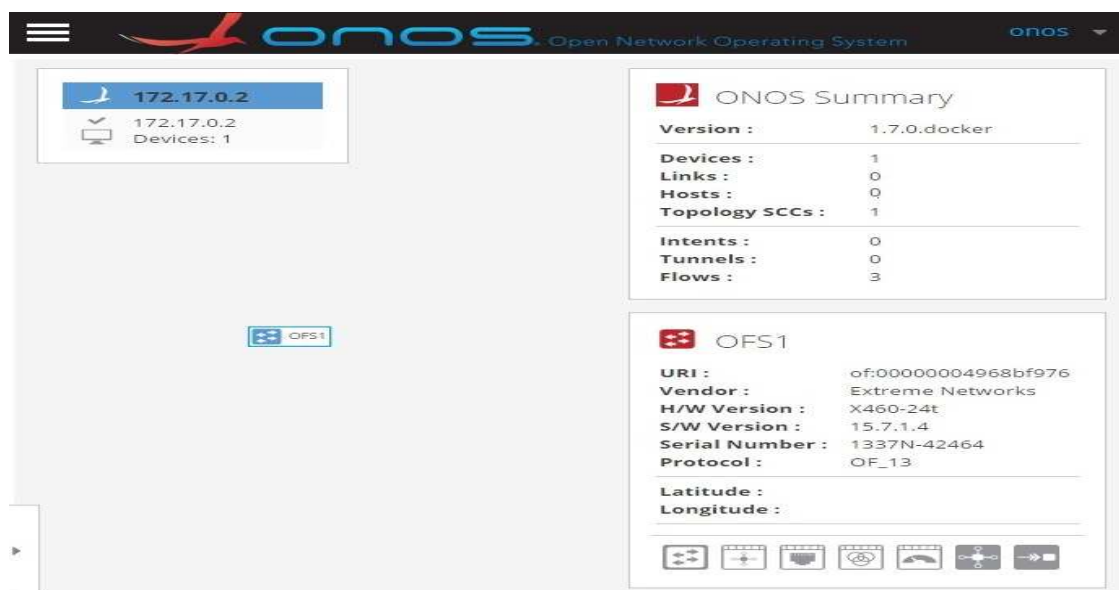 onos. Open Network Operating System
onos
172.17.0.2
172.17.0.2
Devices: 1
OFS1
ONOS Summary
Version : 1.7.0.docker
Devices : 1
Links : 0
Hosts : 0
Topology SCCs : 1
Intents : 0
Tunnels : 0
Flows : 3
OFS1
URI : of:00000004968bf976
Vendor : Extreme Networks
H/W Version : X460-24t
S/W Version : 15.7.1.4
Serial Number : 1337N-42464
Protocol : OF_13
Latitude :
Longitude :